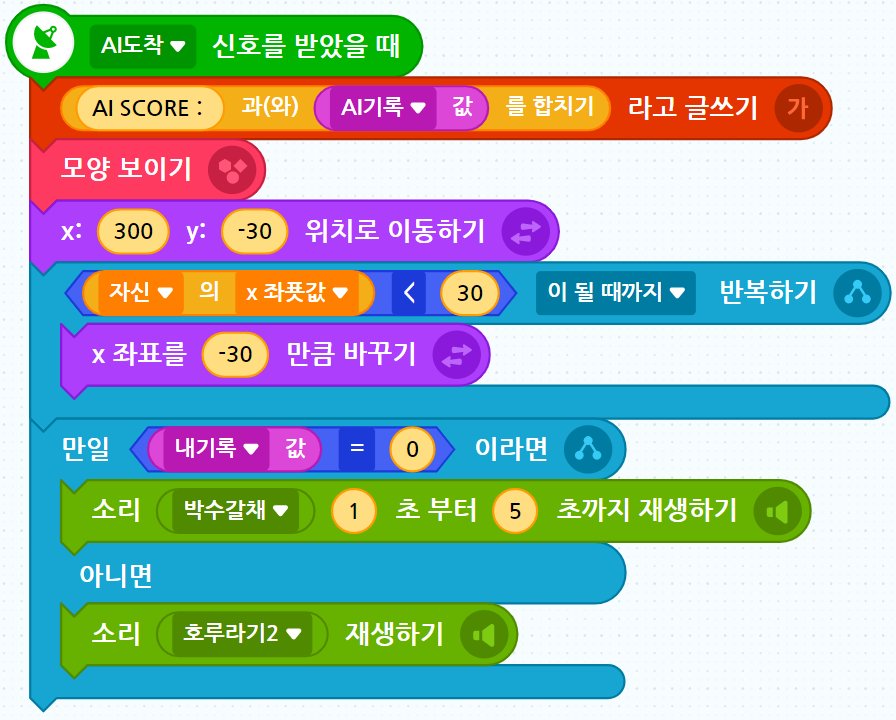 AI도착 신호를 받았을 때
AI SCORE : 과(와) AI기록 값 를 합치기 라고 글쓰기 가
모양 보이기
x: 300 y: -30 위치로 이동하기
자신 의 x 좌푯값 < 30 이 될 때까지 반복하기
x 좌표를 -30 만큼 바꾸기
만일 내기록 값 = 0 이라면
소리 박수갈채 1 초 부터 5 초까지 재생하기
아니면
소리 호루라기2 재생하기